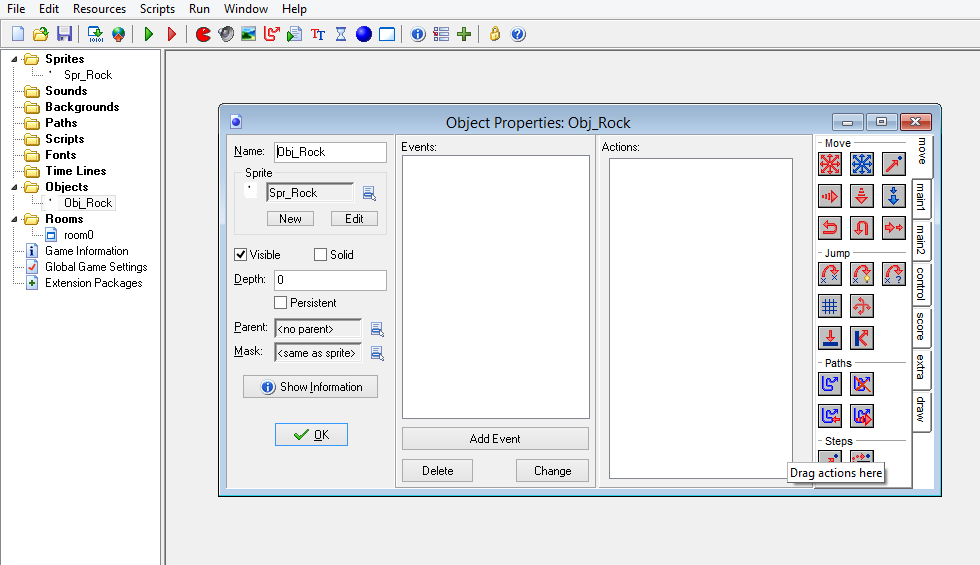 File Edit Resources Scripts Run Window Help
Sprites
Spr_Rock
Sounds
Backgrounds
Paths
Scripts
Fonts
Time Lines
Objects
Obj_Rock
Rooms
room0
Game Information
Global Game Settings
Extension Packages
Object Properties: Obj_Rock
Name: Obj_Rock
Sprite
Spr_Rock
New Edit
Visible Solid
Depth: 0
Persistent
Parent: <no parent>
Mask: <same as sprite>
Show Information
OK
Events:
Add Event
Delete Change
Actions:
Drag actions here
Move
Jump
Paths
Steps
move
main1
main2
control
score
extra
draw